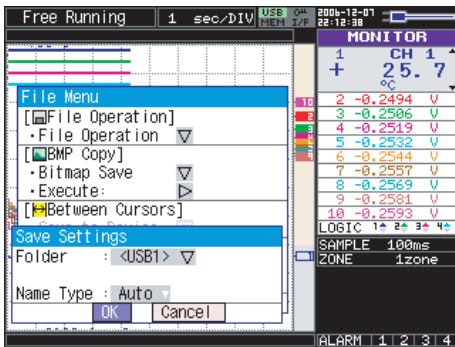 Free Running 1 sec/DIV USB MEM I/F 2006-12-01
22:12:38
MONITOR
1 CH 1
+ 25. 7
°C
2 -0.2494 V
3 -0.2506 V
4 -0.2519 V
5 -0.2532 V
6 -0.2544 V
7 -0.2557 V
8 -0.2569 V
9 -0.2581 V
10 -0.2593 V
LOGIC 1 2 3 4
SAMPLE 100ms
ZONE 1zone
10
2
File Menu
[File Operation]
·File Operation ▽
[BMP Copy]
·Bitmap Save ▽
·Execute: ▷
[Between Cursors]
Save Settings
Folder : <USB1> ▽
Name Type : Auto ▽
OK Cancel
ALARM 1 2 3 4